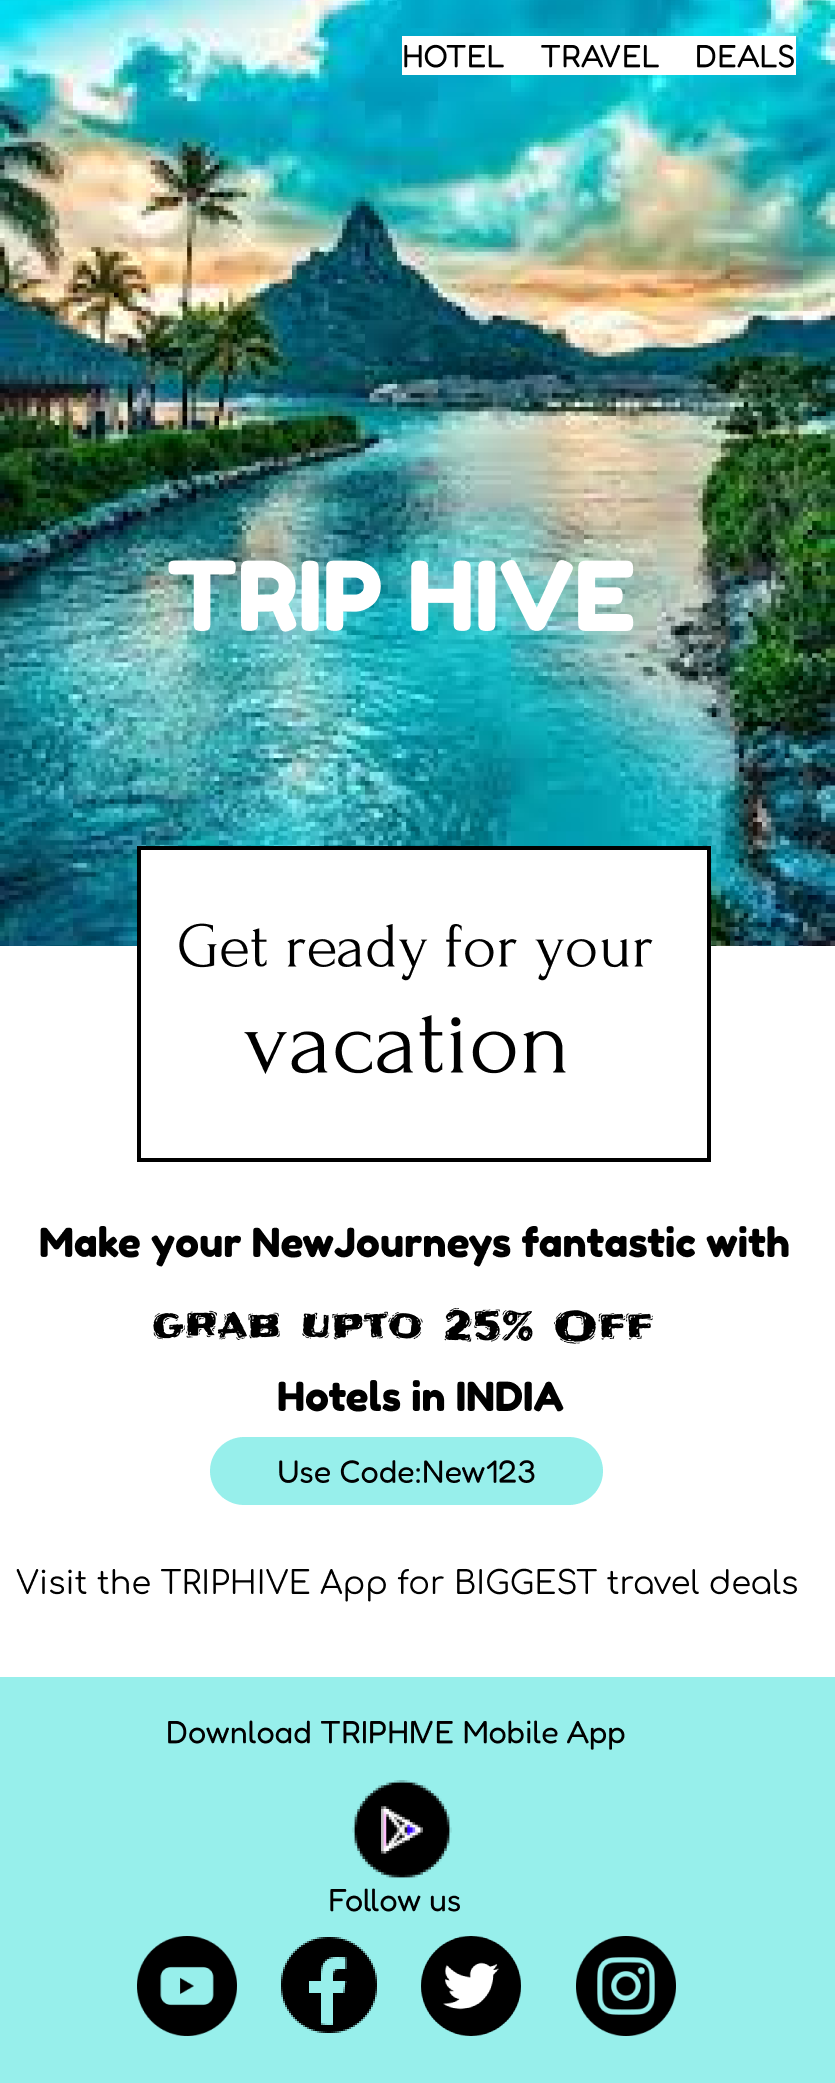 HOTEL TRAVEL DEALS
TRIP HIVE
Get ready for your
vacation
Make your NewJourneys fantastic with
GRAB UPTO 25% OFF
Hotels in INDIA
Use Code:New123
Visit the TRIPHIVE App for BIGGEST travel deals
Download TRIPHIVE Mobile App
Follow us